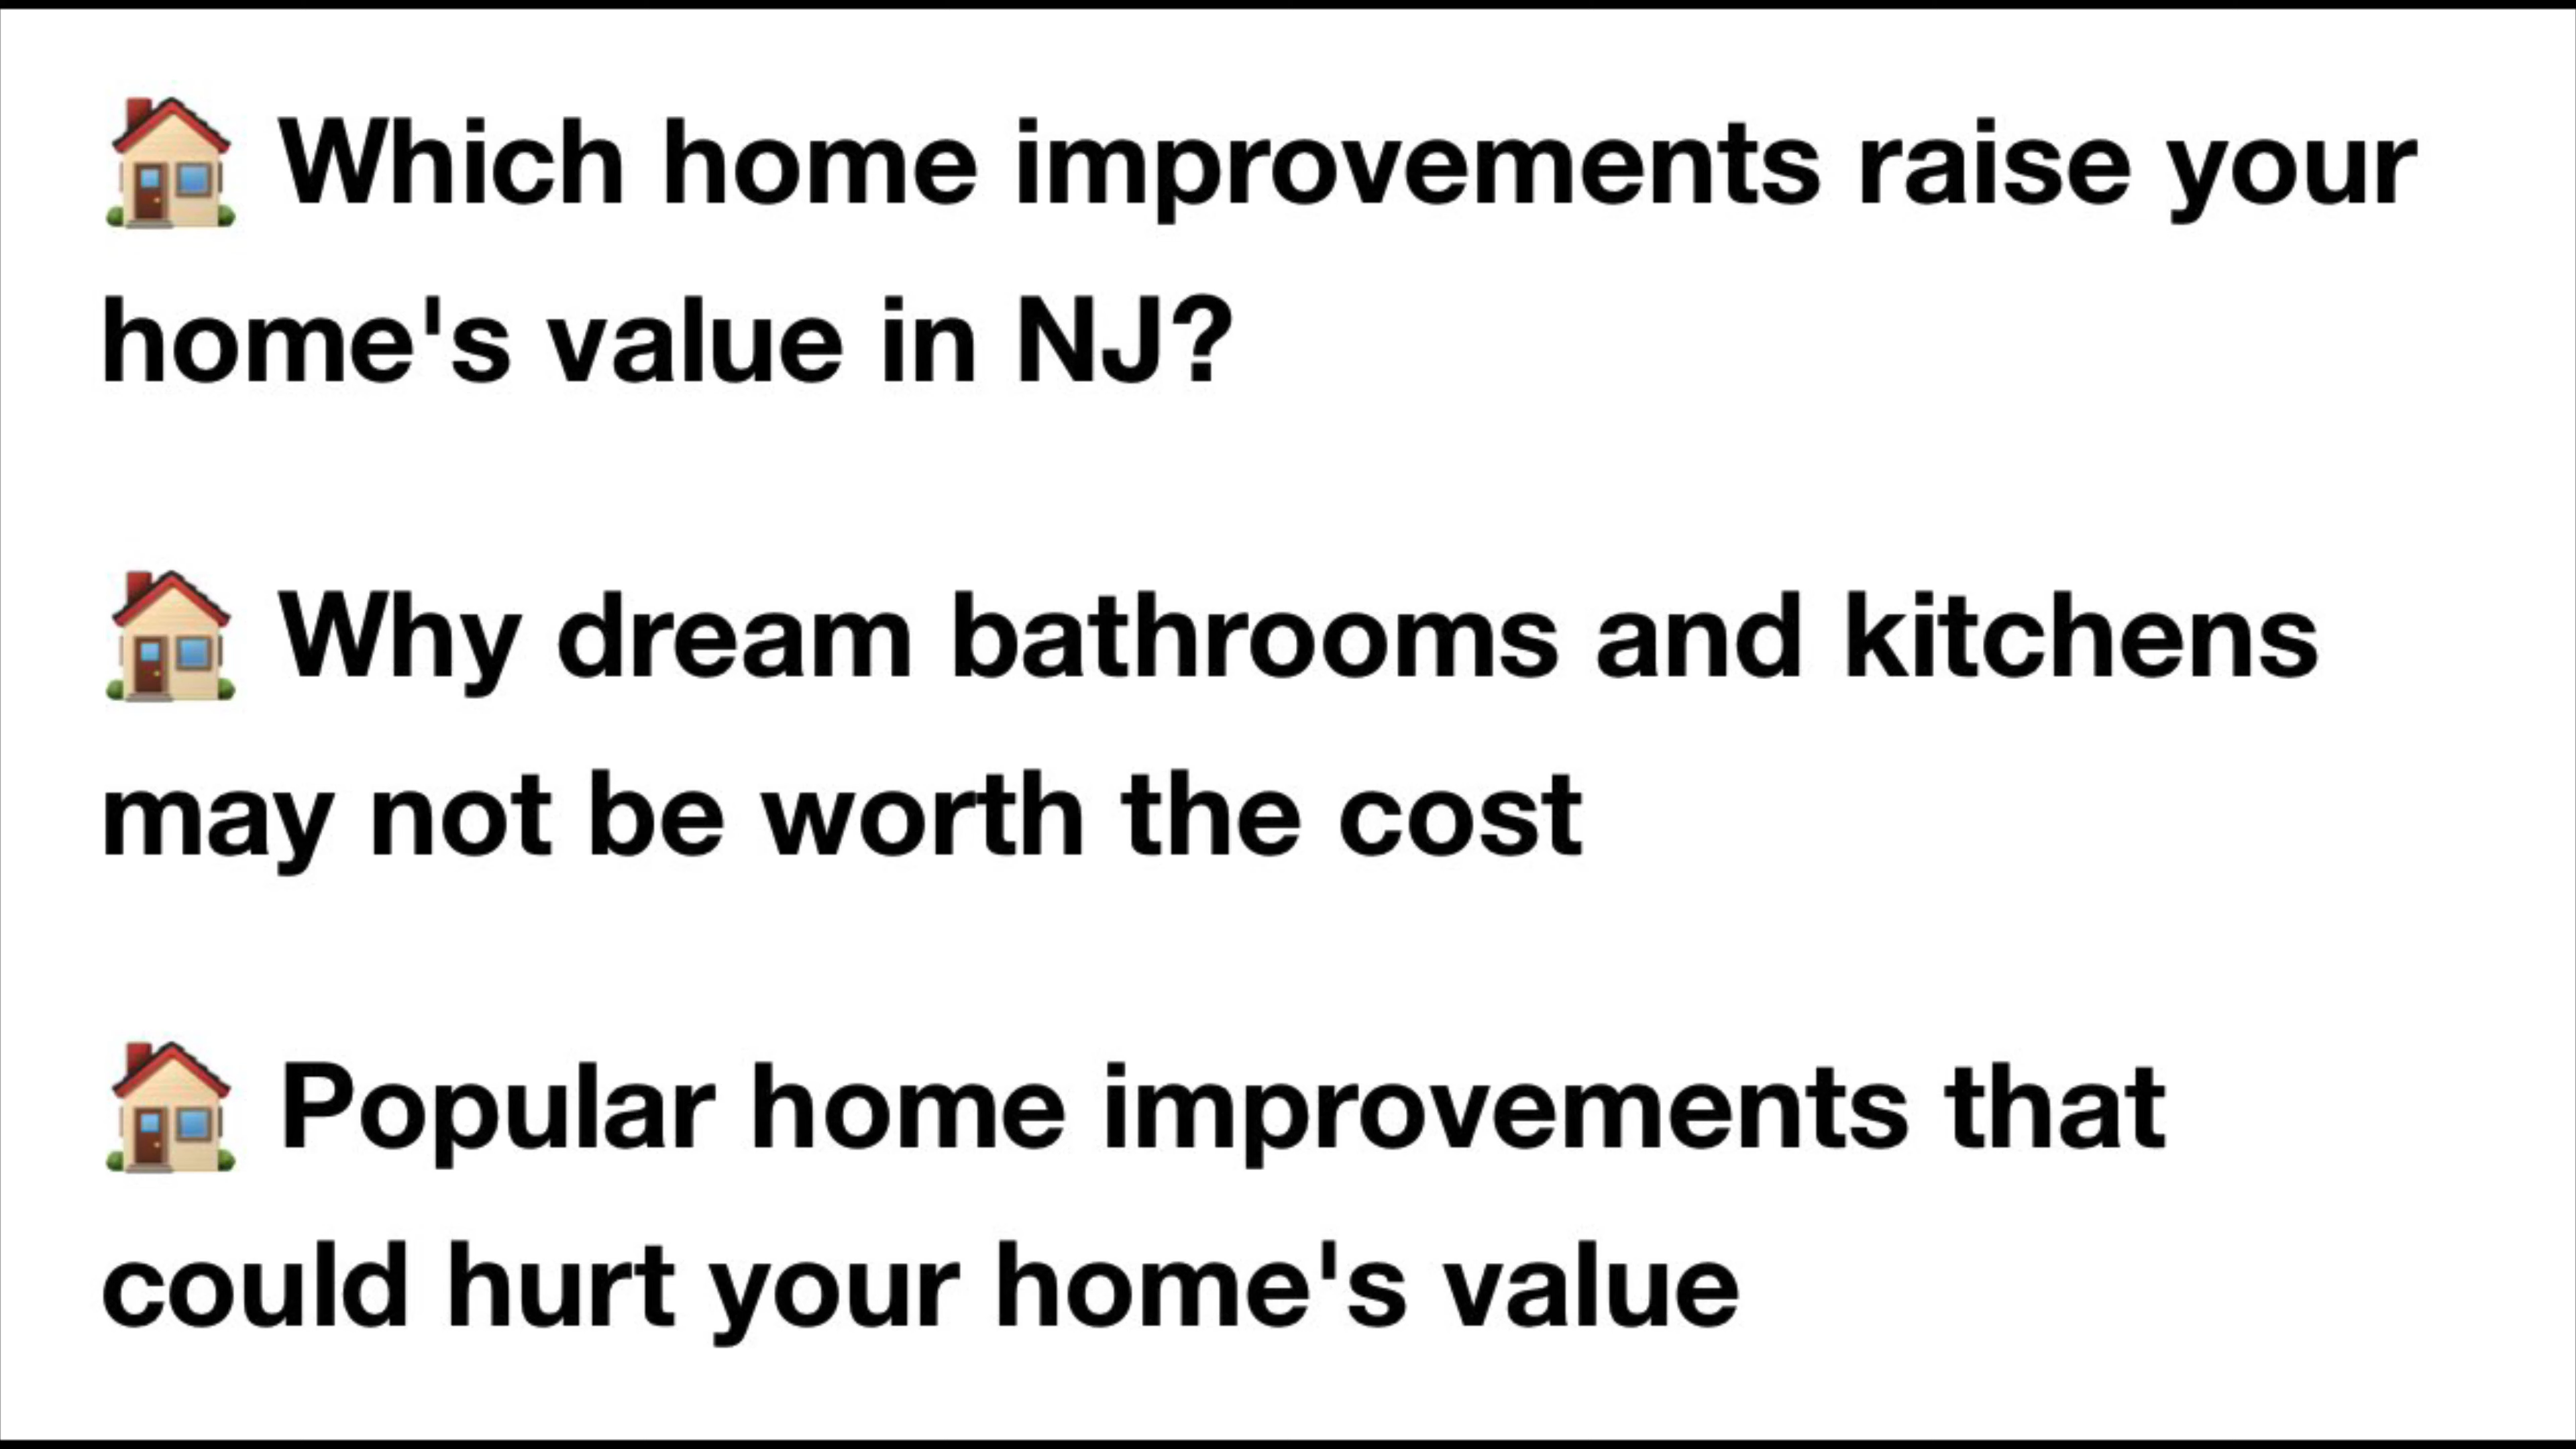 🏠 Which home improvements raise your
home's value in NJ?
🏠 Why dream bathrooms and kitchens
may not be worth the cost
🏠 Popular home improvements that
could hurt your home's value